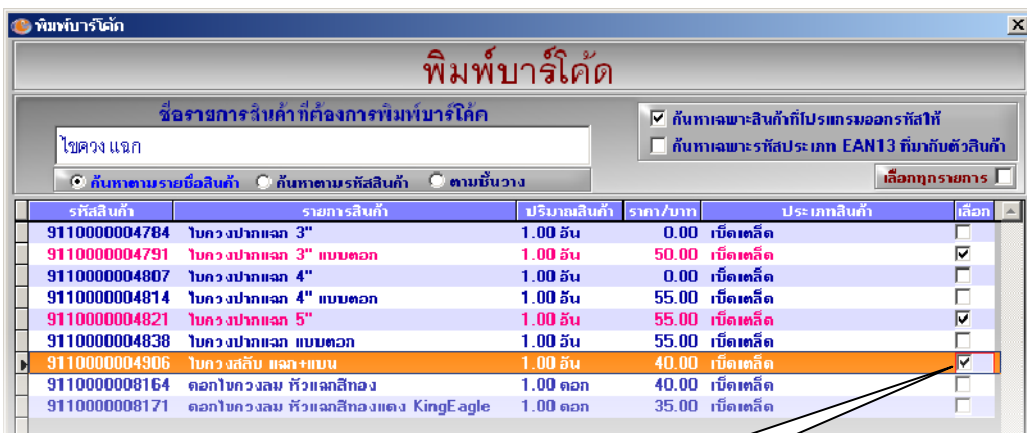 พิมพ์บาร์โค้ด
พิมพ์บาร์โค้ด
ชื่อรายการสินค้าที่ต้องการพิมพ์บาร์โค้ด
ไขควง แฉก
ค้นหาตามรายชื่อสินค้า ค้นหาตามรหัสสินค้า ตามชั้นวาง
ค้นหาเฉพาะสินค้าที่โปรแกรมออกรหัสให้
ค้นหาเฉพาะรหัสประเภท EAN13 ที่มากับตัวสินค้า
เลือกทุกรายการ
รหัสสินค้า รายการสินค้า ปริมาณสินค้า ราคา/บาท ประเภทสินค้า เลือก
9110000004784 ไขควงปากแฉก 3" 1.00 อัน 0.00 เบ็ดเตล็ด
9110000004791 ไขควงปากแฉก 3" แบบตอก 1.00 อัน 50.00 เบ็ดเตล็ด
9110000004807 ไขควงปากแฉก 4" 1.00 อัน 0.00 เบ็ดเตล็ด
9110000004814 ไขควงปากแฉก 4" แบบตอก 1.00 อัน 55.00 เบ็ดเตล็ด
9110000004821 ไขควงปากแฉก 5" 1.00 อัน 55.00 เบ็ดเตล็ด
9110000004838 ไขควงปากแฉก แบบตอก 1.00 อัน 55.00 เบ็ดเตล็ด
9110000004906 ไขควงสลับ แฉก+แบน 1.00 อัน 40.00 เบ็ดเตล็ด
9110000008164 ดอกไขควงลม หัวแฉกสีทอง 1.00 ดอก 40.00 เบ็ดเตล็ด
9110000008171 ดอกไขควงลม หัวแฉกสีทองแดง KingEagle 1.00 ดอก 35.00 เบ็ดเตล็ด